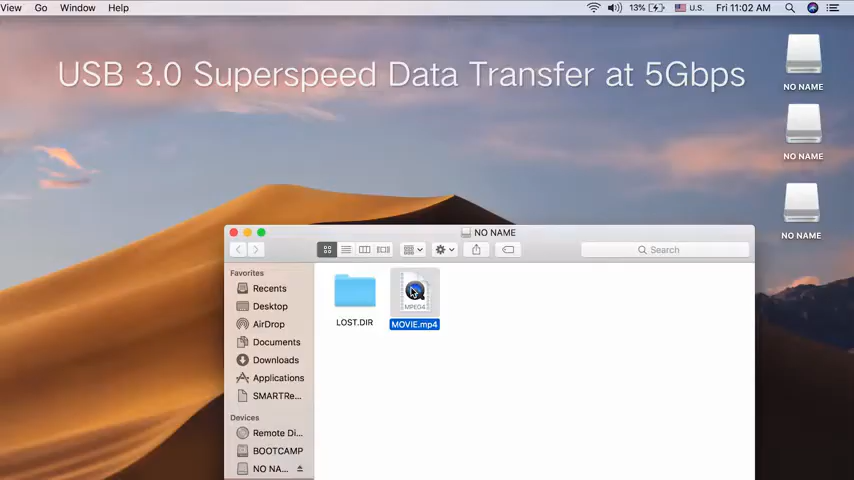 View Go Window Help 13% U.S. Fri 11:02 AM
USB 3.0 Superspeed Data Transfer at 5Gbps
NO NAME
NO NAME
NO NAME
NO NAME
Search
Favorites
Recents
Desktop
AirDrop
Documents
Downloads
Applications
SMARTRe...
Devices
Remote Di...
BOOTCAMP
NO NA...
MPEG4
LOST.DIR
MOVIE.mp4